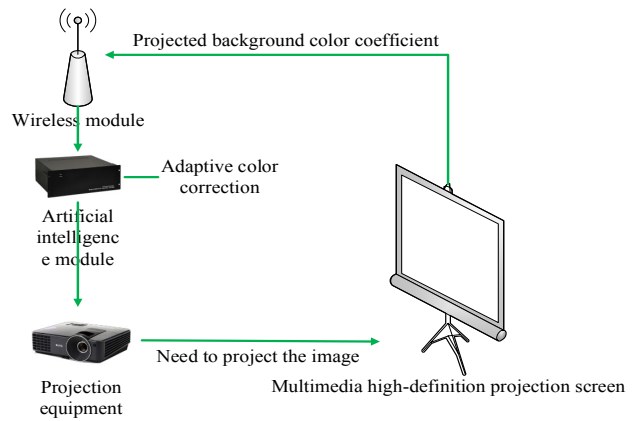 Projected background color coefficient
Wireless module
Adaptive color
correction
Artificial
intelligenc
e module
Need to project the image
Projection
equipment
Multimedia high-definition projection screen